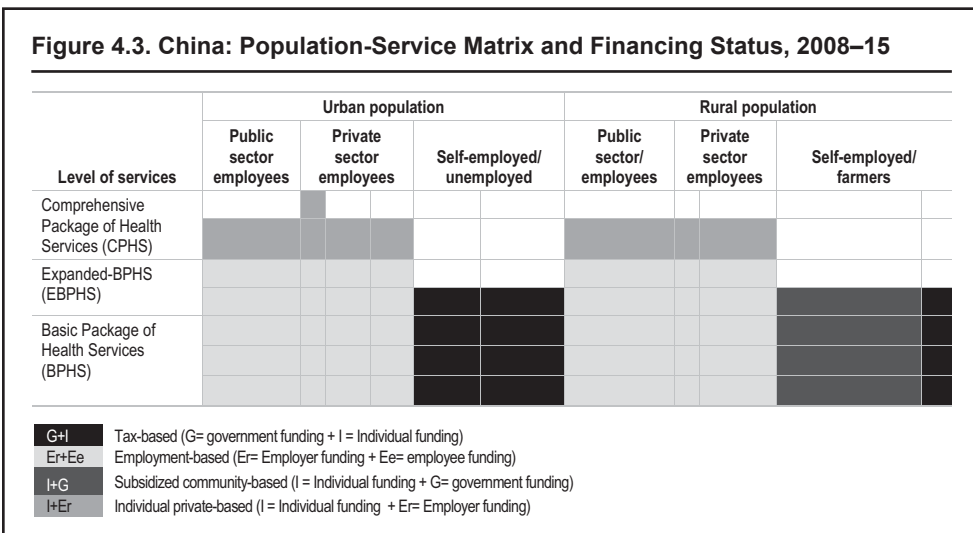 Figure 4.3. China: Population-Service Matrix and Financing Status, 2008–15
Urban population Rural population
Level of services
Public sector employees
Private sector employees
Self-employed/ unemployed
Public sector/ employees
Private sector employees
Self-employed/ farmers
Comprehensive
Package of Health
Services (CPHS)
Expanded-BPHS
(EBPHS)
Basic Package of
Health Services
(BPHS)
G+I Tax-based (G= government funding + I = Individual funding)
Er+Ee Employment-based (Er= Employer funding + Ee= employee funding)
I+G Subsidized community-based (I = Individual funding + G= government funding)
I+Er Individual private-based (I = Individual funding + Er= Employer funding)